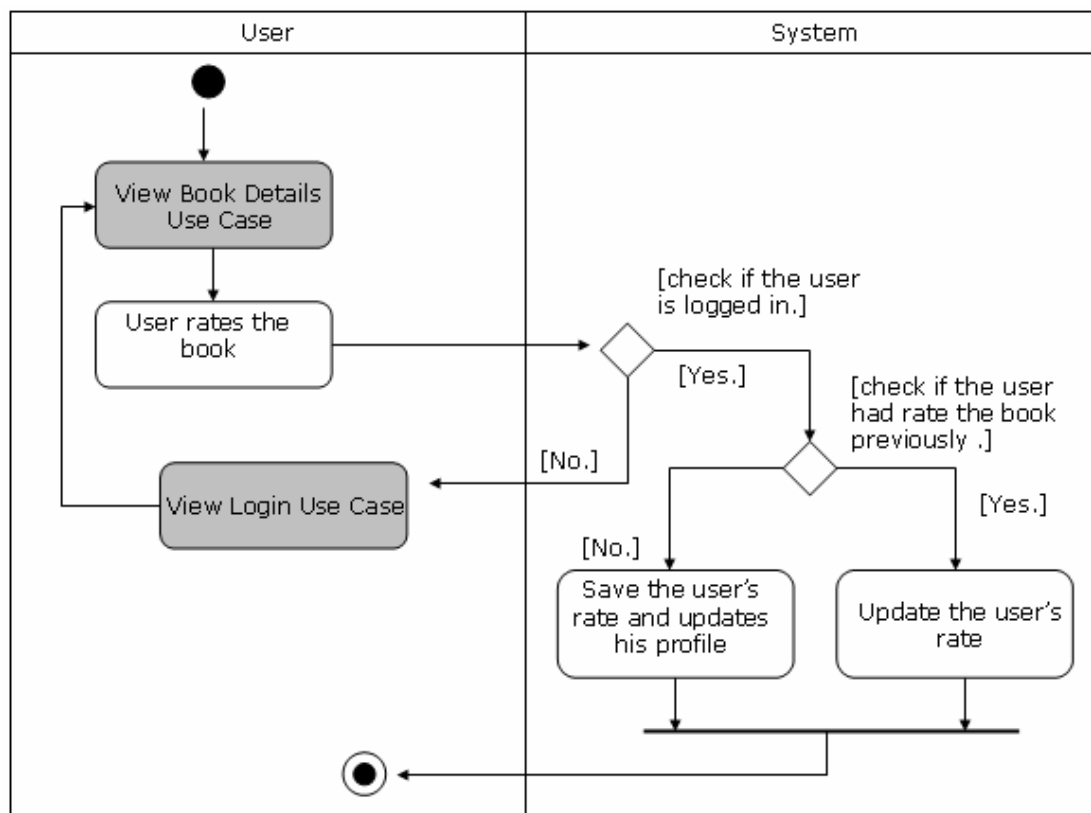 User
System
View Book Details
Use Case
User rates the
book
[check if the user
is logged in.]
[Yes.]
[check if the user
had rate the book
previously .]
[No.]
View Login Use Case
[Yes.]
[No.]
Save the user’s
rate and updates
his profile
Update the user’s
rate